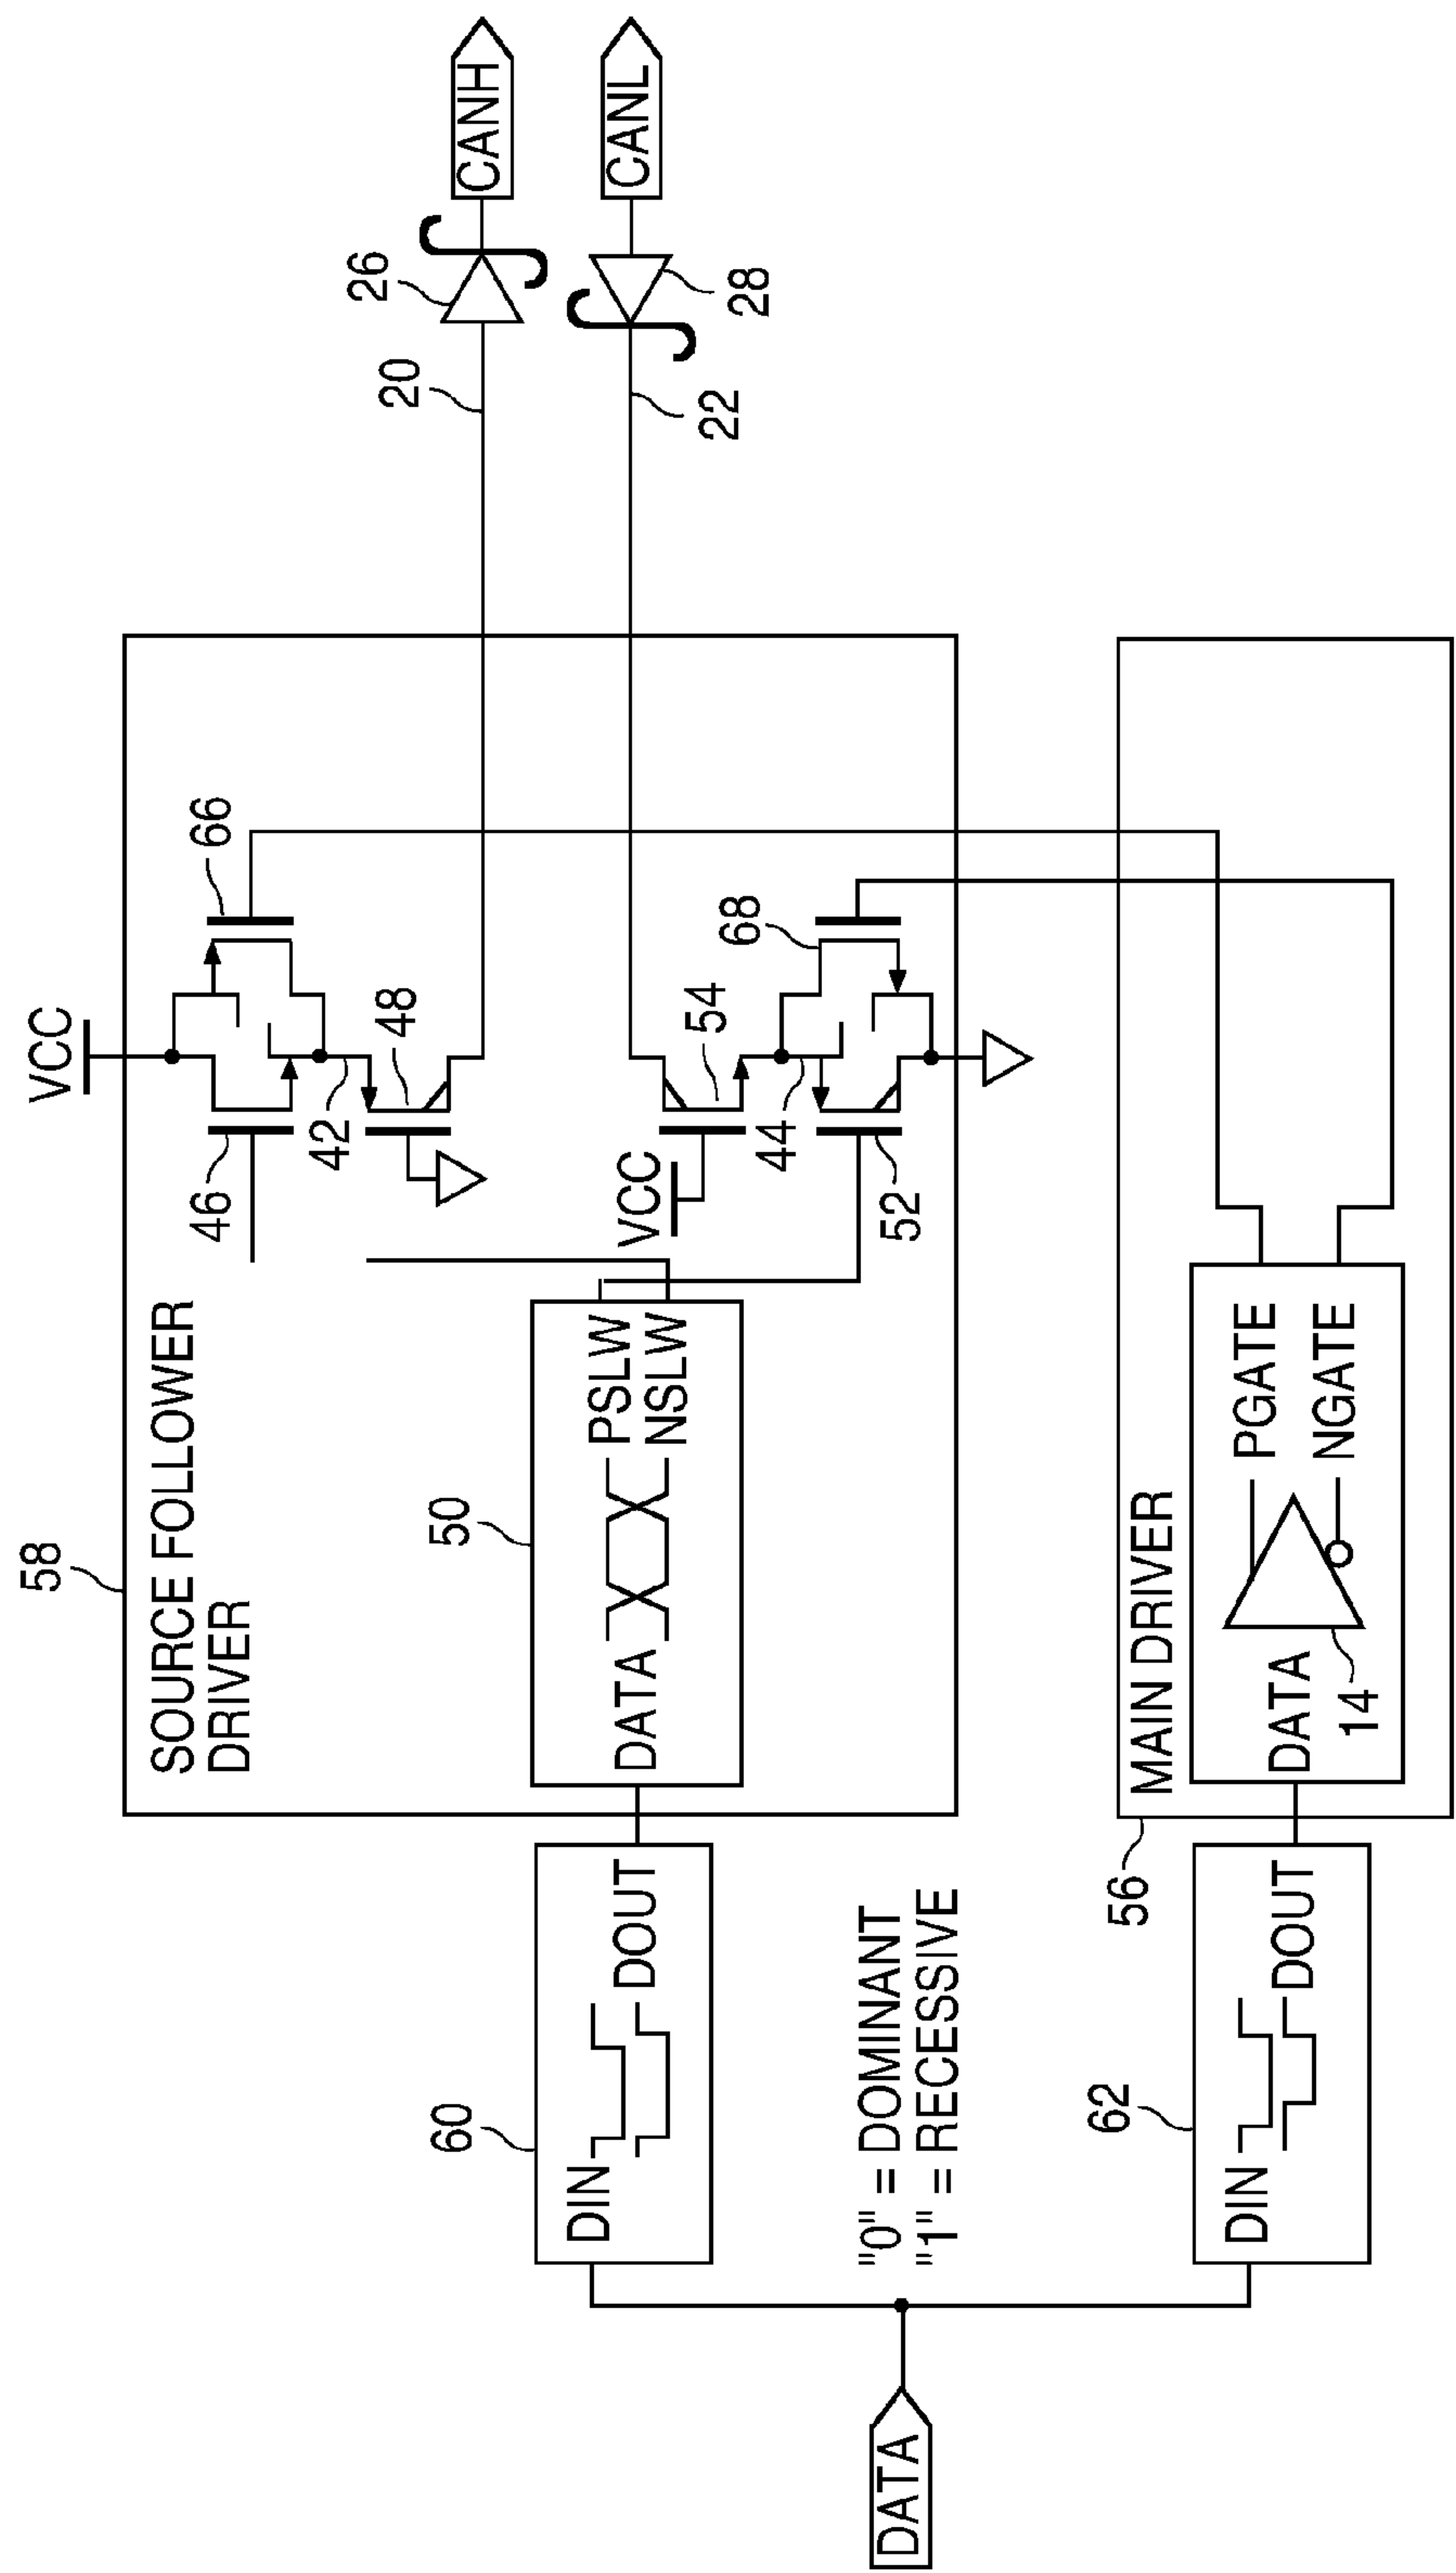 58
SOURCE FOLLOWER
DRIVER
VCC
46
66
42
48
20
26
CANH
CANL
28
22
50
DATA
PSLW
NSLW
VCC
54
44
68
52
60
DIN
DOUT
DATA
"0" = DOMINANT
"1" = RECESSIVE
62
DIN
DOUT
56
MAIN DRIVER
DATA
14
PGATE
NGATE